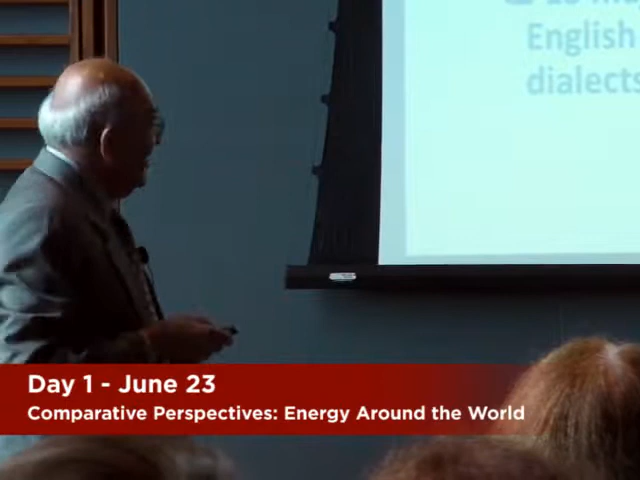 English
dialects
Day 1 - June 23
Comparative Perspectives: Energy Around the World